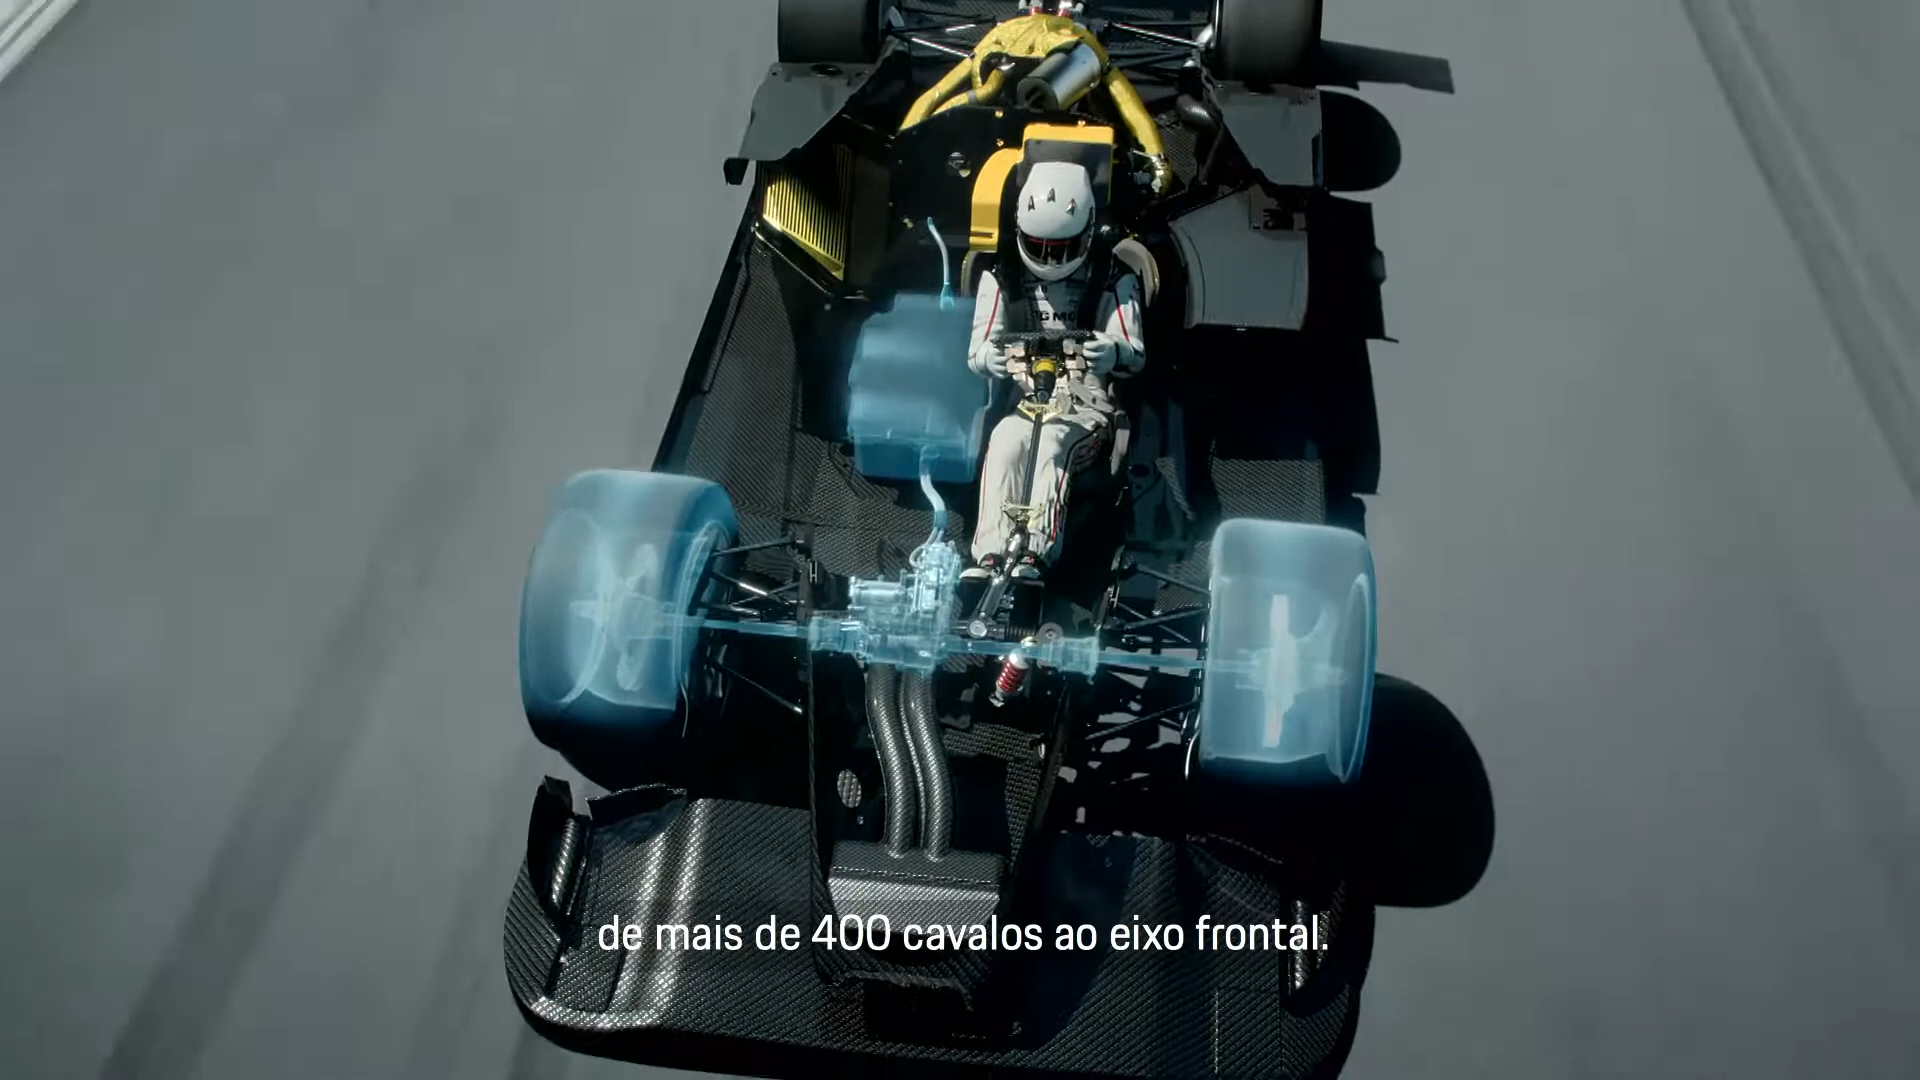 de mais de 400 cavalos ao eixo frontal.